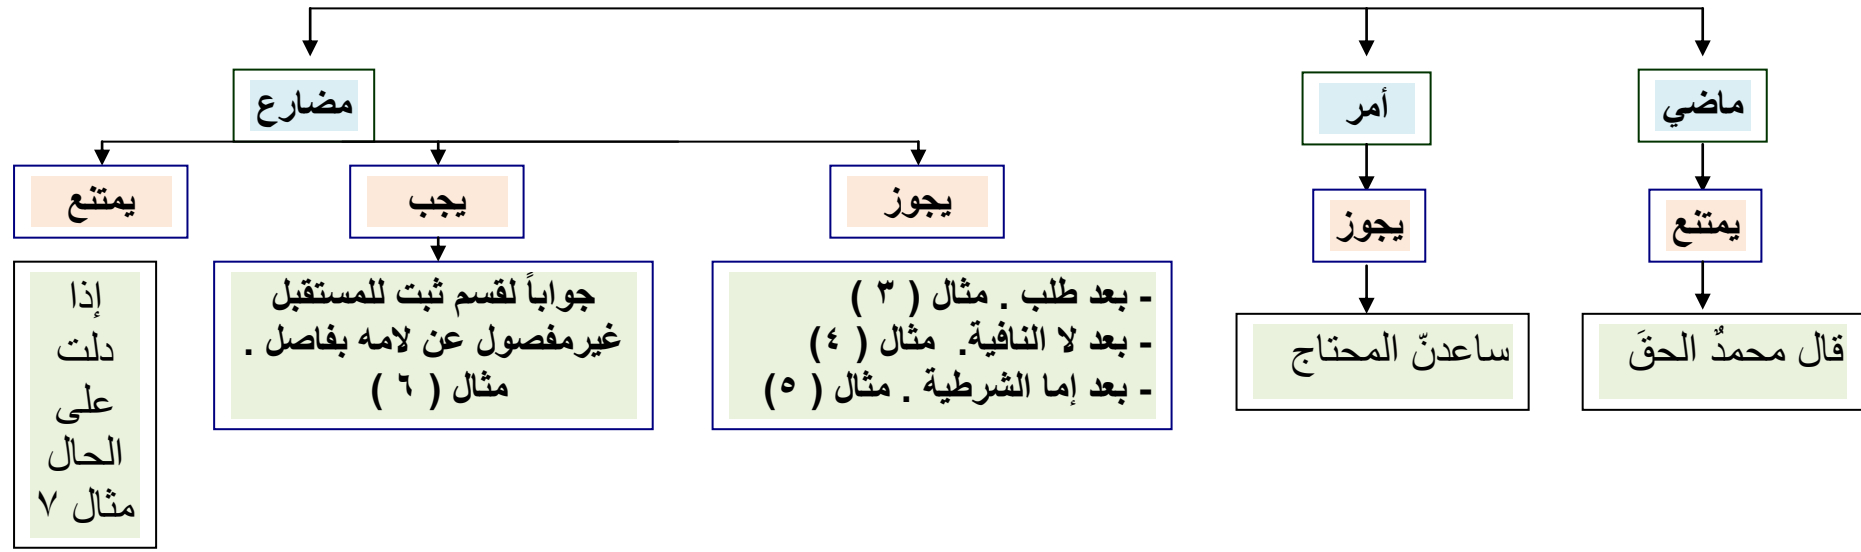 ماضي
أمر
مضارع
يمتنع
يجوز
يجوز
يجب
يمتنع
قال محمدٌ الحقَ
ساعدنّ المحتاج
- بعد طلب . مثال ( ٣ )
- بعد لا النافية. مثال ( ٤)
- بعد إما الشرطية . مثال ( ٥)
جواباً لقسم ثبت للمستقبل
غيرمفصول عن لامه بفاصل .
مثال ( ٦ )
إذا
دلت
على
الحال
مثال ٧